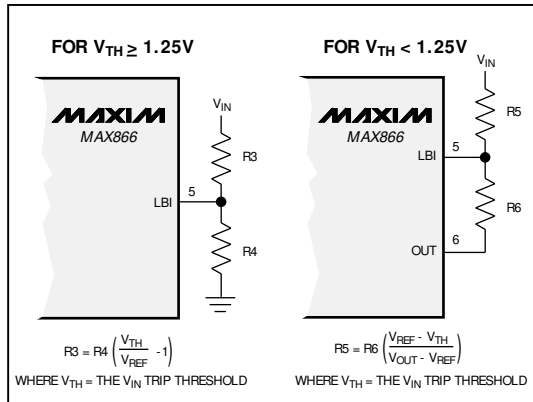 FOR VTH ≥ 1.25V
VIN
MAXIM
MAX866
R3
LBI
5
R4
R3 = R4 (VTH / VREF -1)
WHERE VTH = THE VIN TRIP THRESHOLD
FOR VTH < 1.25V
VIN
MAXIM
MAX866
R5
LBI
5
R6
OUT
6
R5 = R6 (VREF - VTH / VOUT - VREF)
WHERE VTH = THE VIN TRIP THRESHOLD